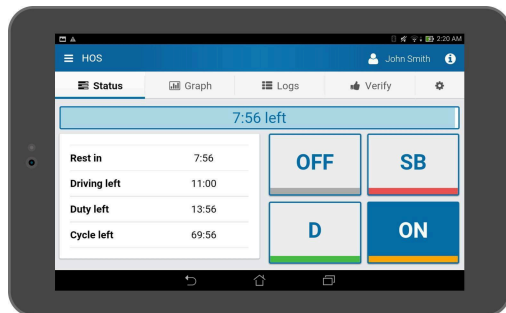 2:20 AM
HOS
John Smith
Status
Graph
Logs
Verify
7:56 left
Rest in 7:56
Driving left 11:00
Duty left 13:56
Cycle left 69:56
OFF
SB
D
ON